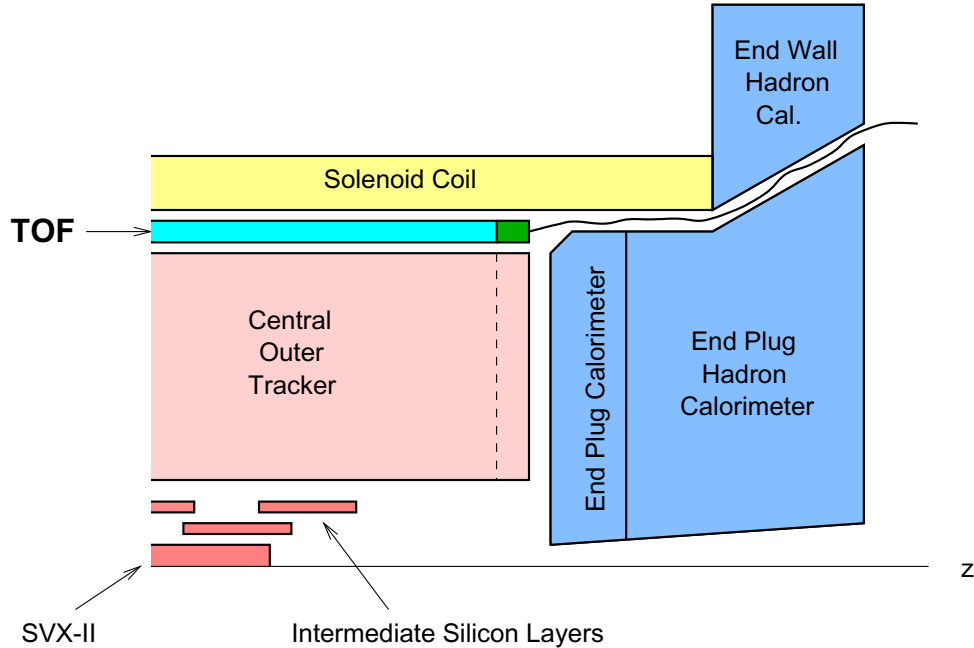 End Wall
Hadron
Cal.
Solenoid Coil
TOF
Central
Outer
Tracker
End Plug Calorimeter
End Plug
Hadron
Calorimeter
z
SVX-II
Intermediate Silicon Layers